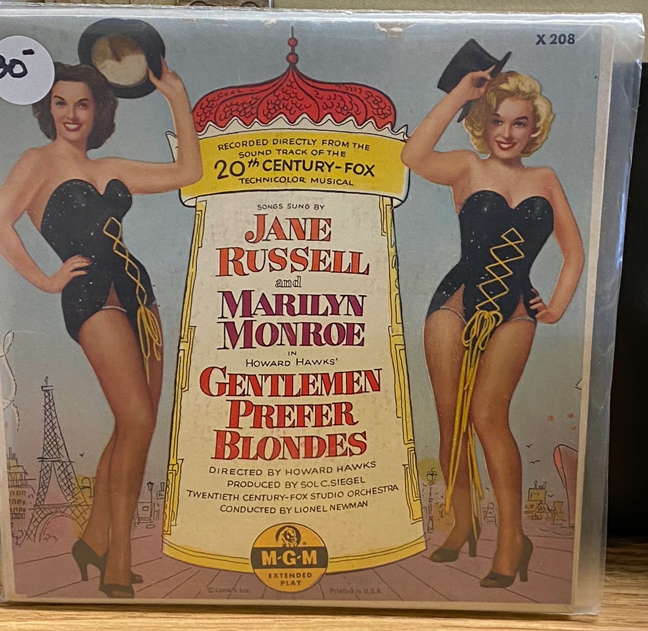 30-
X 208
RECORDED DIRECTLY FROM THE
SOUND TRACK OF THE
20th CENTURY-FOX
TECHNICOLOR MUSICAL
SONGS SUNG BY
JANE
RUSSELL
and
MARILYN
MONROE
IN
HOWARD HAWKS'
GENTLEMEN
PREFER
BLONDES
DIRECTED BY HOWARD HAWKS
PRODUCED BY SOL C. SIEGEL
TWENTIETH CENTURY-FOX STUDIO ORCHESTRA
CONDUCTED BY LIONEL NEWMAN
M-G-M
EXTENDED
PLAY
© Loew's Inc. Printed in U.S.A.